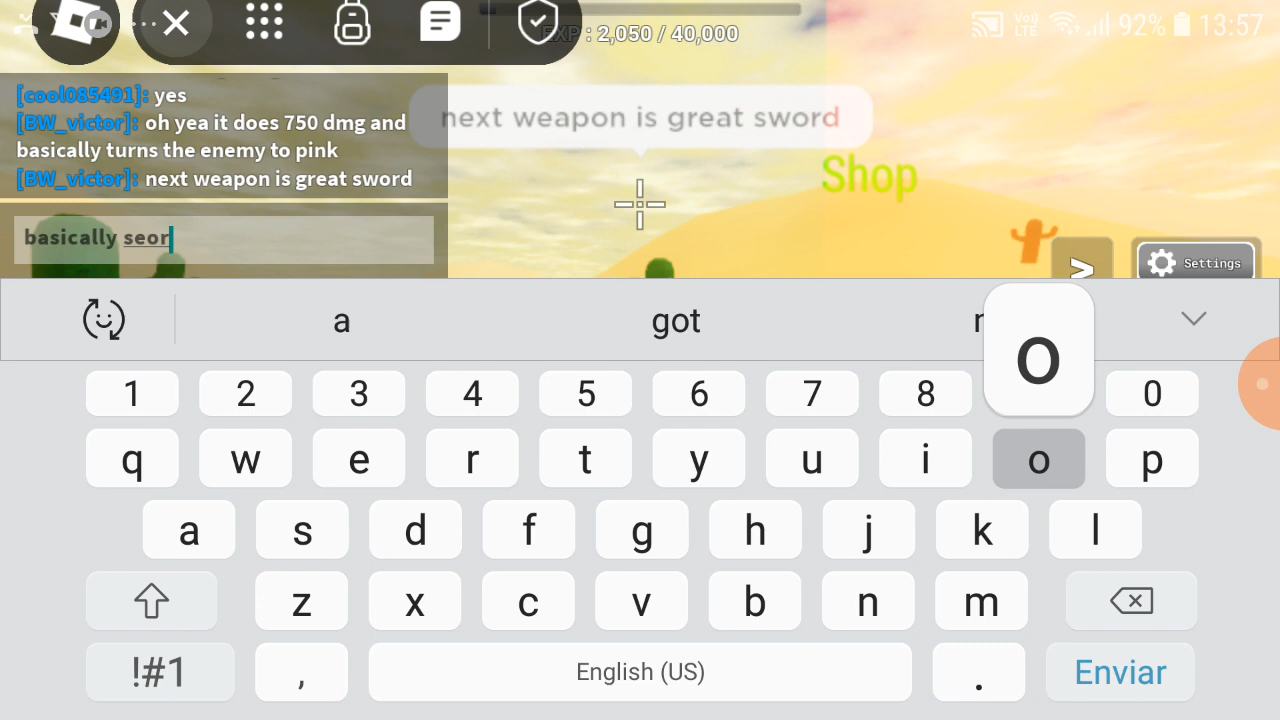 EXP : 2,050 / 40,000
VoLTE 92% 13:57
[cool085491]: yes
[BW_victor]: oh yea it does 750 dmg and
basically turns the enemy to pink
[BW_victor]: next weapon is great sword
next weapon is great sword
Shop
basically seor
> Settings
a got
o
1 2 3 4 5 6 7 8 0
q w e r t y u i o p
a s d f g h j k l
z x c v b n m
!#1 , English (US) . Enviar